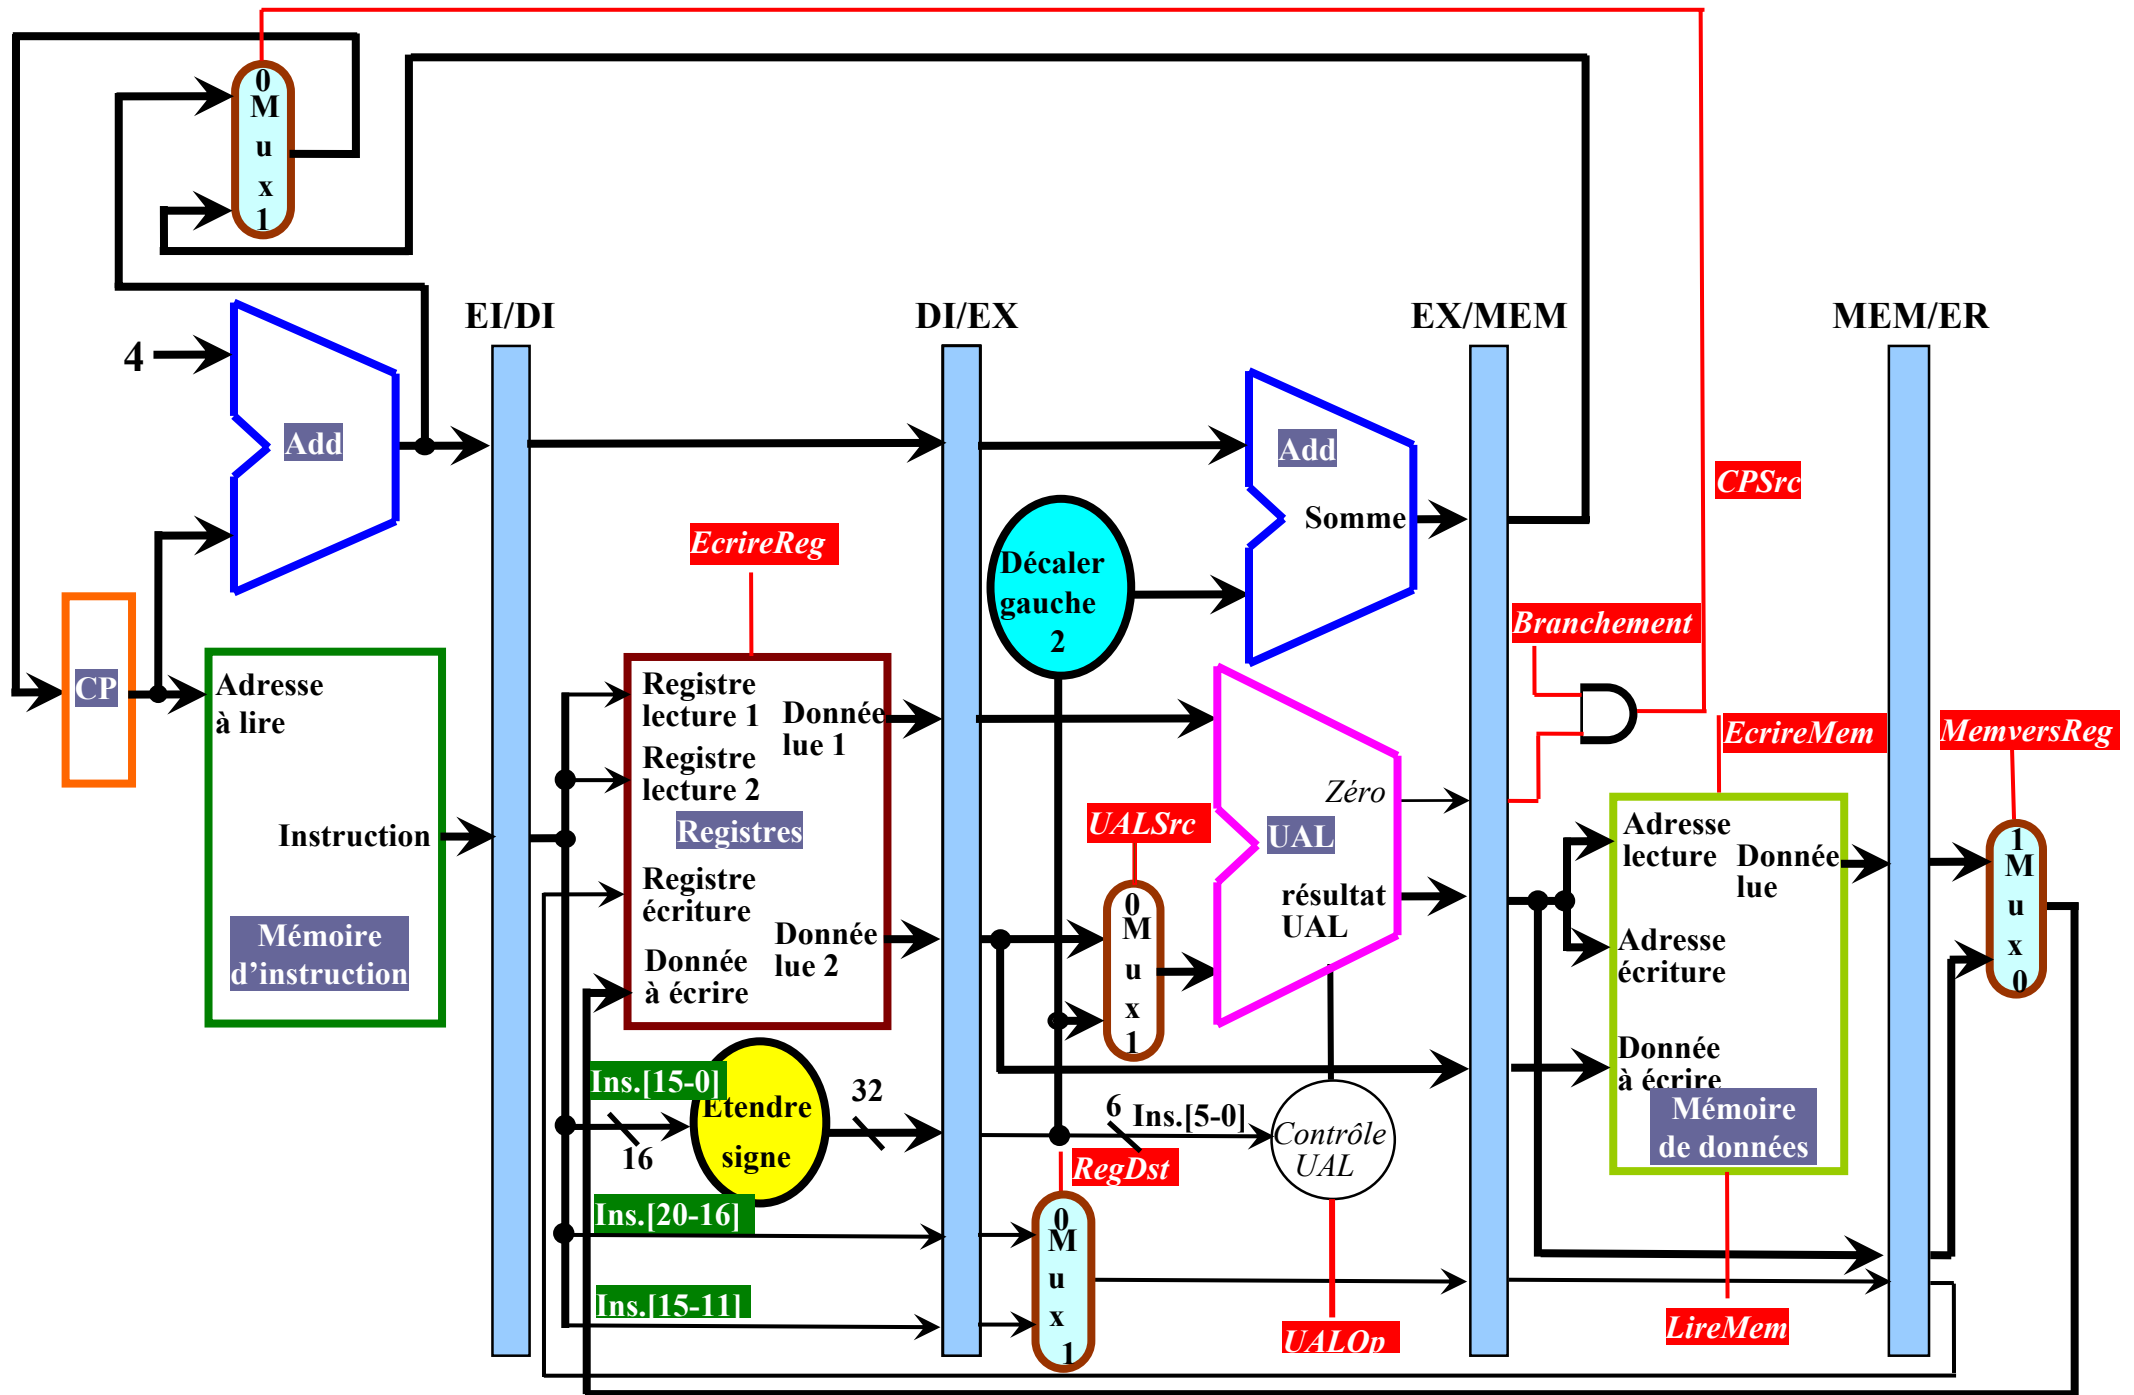 0
M
u
x
1
EI/DI
DI/EX
EX/MEM
MEM/ER
4
Add
Add
Somme
CPSrc
EcrireReg
Décaler
gauche
2
Branchement
CP
Adresse
à lire
Instruction
Mémoire
d'instruction
Registre
lecture 1
Donnée
lue 1
Registre
lecture 2
Registres
Registre
écriture
Donnée
lue 2
Donnée
à écrire
UALSrc
0
M
u
x
1
Zéro
UAL
résultat
UAL
EcrireMem
MemversReg
Adresse
lecture
Donnée
lue
Adresse
écriture
Donnée
à écrire
Mémoire
de données
1
M
u
x
0
Ins.[15-0]
16
Etendre
signe
32
6
Ins.[5-0]
Contrôle
UAL
RegDst
Ins.[20-16]
Ins.[15-11]
0
M
u
x
1
UALOp
LireMem